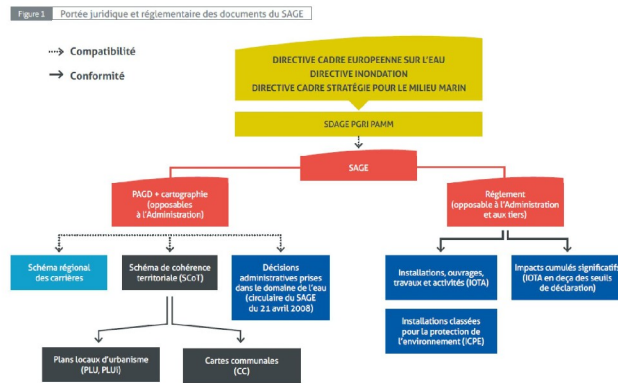 Figure 1 Portée juridique et réglementaire des documents du SAGE
Compatibilité
Conformité
DIRECTIVE CADRE EUROPEENNE SUR L'EAU
DIRECTIVE INONDATION
DIRECTIVE CADRE STRATÉGIE POUR LE MILIEU MARIN
SDAGE PGRI PAMM
SAGE
PAGD + cartographie
(opposables
à l'Administration)
Réglement
(opposable à l'Administration
et aux tiers)
Schéma régional
des carrières
Schéma de cohérence
territoriale (SCoT)
Décisions
administratives prises
dans le domaine de l'eau
(circulaire du SAGE
du 21 avril 2008)
Installations, ouvrages,
travaux et activités (IOTA)
Impacts cumulés significatifs
(IOTA en deça des seuils
de déclaration)
Installations classées
pour la protection de
l'environnement (ICPE)
Plans locaux d'urbanisme
(PLU, PLUI)
Cartes communales
(CC)